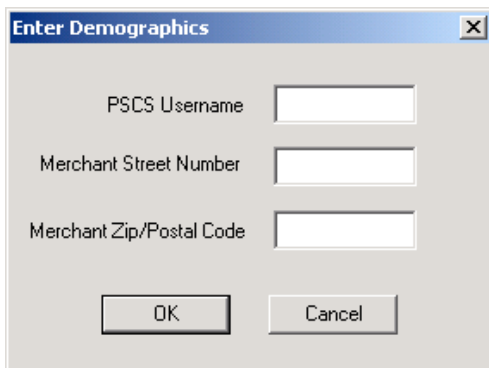 Enter Demographics
PSCS Username
Merchant Street Number
Merchant Zip/Postal Code
OK Cancel